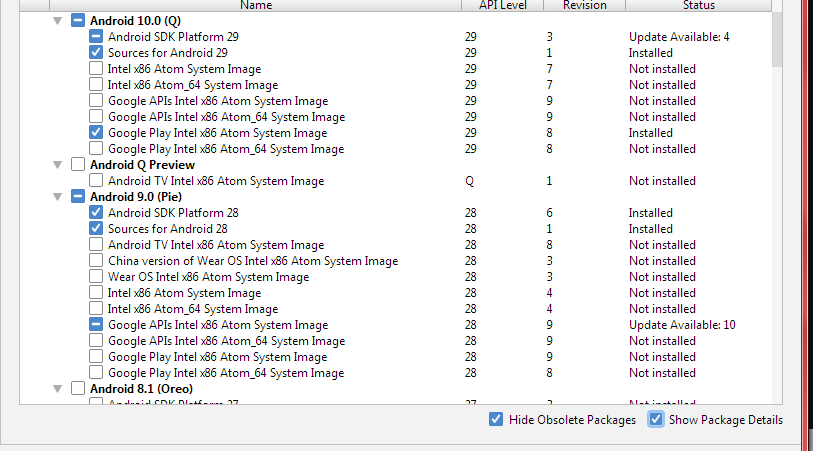 Name API Level Revision Status
Android 10.0 (Q)
Android SDK Platform 29 29 3 Update Available: 4
Sources for Android 29 29 1 Installed
Intel x86 Atom System Image 29 7 Not installed
Intel x86 Atom_64 System Image 29 7 Not installed
Google APIs Intel x86 Atom System Image 29 9 Not installed
Google APIs Intel x86 Atom_64 System Image 29 9 Not installed
Google Play Intel x86 Atom System Image 29 8 Installed
Google Play Intel x86 Atom_64 System Image 29 8 Not installed
Android Q Preview
Android TV Intel x86 Atom System Image Q 1 Not installed
Android 9.0 (Pie)
Android SDK Platform 28 28 6 Installed
Sources for Android 28 28 1 Installed
Android TV Intel x86 Atom System Image 28 8 Not installed
China version of Wear OS Intel x86 Atom System Image 28 3 Not installed
Wear OS Intel x86 Atom System Image 28 3 Not installed
Intel x86 Atom System Image 28 4 Not installed
Intel x86 Atom_64 System Image 28 4 Not installed
Google APIs Intel x86 Atom System Image 28 9 Update Available: 10
Google APIs Intel x86 Atom_64 System Image 28 9 Not installed
Google Play Intel x86 Atom System Image 28 9 Not installed
Google Play Intel x86 Atom_64 System Image 28 8 Not installed
Android 8.1 (Oreo)
Android SDK Platform 27 27 3 Not installed
Hide Obsolete Packages Show Package Details